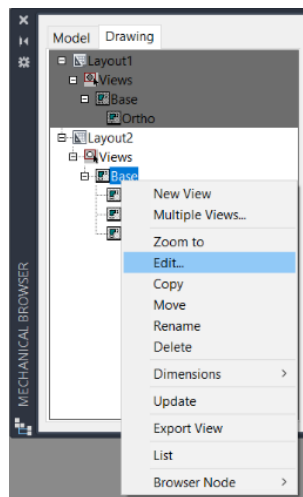 Model Drawing
Layout1
Views
Base
Ortho
Layout2
Views
Base
New View
Multiple Views...
Zoom to
Edit...
Copy
Move
Rename
Delete
Dimensions >
Update
Export View
List
Browser Node >
MECHANICAL BROWSER